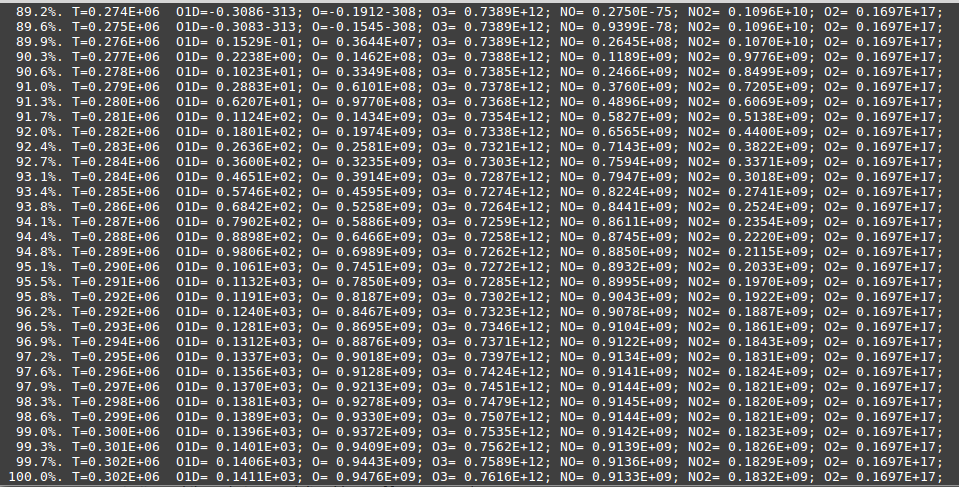 89.2%. T=0.274E+06 O1D=-0.3086-313; O=-0.1912-308; O3= 0.7389E+12; NO= 0.2750E-75; NO2= 0.1096E+10; O2= 0.1697E+17;
89.6%. T=0.275E+06 O1D=-0.3083-313; O=-0.1545-308; O3= 0.7389E+12; NO= 0.9399E-78; NO2= 0.1096E+10; O2= 0.1697E+17;
89.9%. T=0.276E+06 O1D= 0.1529E-01; O= 0.3644E+07; O3= 0.7389E+12; NO= 0.2645E+08; NO2= 0.1070E+10; O2= 0.1697E+17;
90.3%. T=0.277E+06 O1D= 0.2238E+00; O= 0.1462E+08; O3= 0.7388E+12; NO= 0.1189E+09; NO2= 0.9776E+09; O2= 0.1697E+17;
90.6%. T=0.278E+06 O1D= 0.1023E+01; O= 0.3349E+08; O3= 0.7385E+12; NO= 0.2466E+09; NO2= 0.8499E+09; O2= 0.1697E+17;
91.0%. T=0.279E+06 O1D= 0.2883E+01; O= 0.6101E+08; O3= 0.7378E+12; NO= 0.3760E+09; NO2= 0.7205E+09; O2= 0.1697E+17;
91.3%. T=0.280E+06 O1D= 0.6207E+01; O= 0.9770E+08; O3= 0.7368E+12; NO= 0.4896E+09; NO2= 0.6069E+09; O2= 0.1697E+17;
91.7%. T=0.281E+06 O1D= 0.1124E+02; O= 0.1434E+09; O3= 0.7354E+12; NO= 0.5827E+09; NO2= 0.5138E+09; O2= 0.1697E+17;
92.0%. T=0.282E+06 O1D= 0.1801E+02; O= 0.1974E+09; O3= 0.7338E+12; NO= 0.6565E+09; NO2= 0.4400E+09; O2= 0.1697E+17;
92.4%. T=0.283E+06 O1D= 0.2636E+02; O= 0.2581E+09; O3= 0.7321E+12; NO= 0.7143E+09; NO2= 0.3822E+09; O2= 0.1697E+17;
92.7%. T=0.284E+06 O1D= 0.3600E+02; O= 0.3235E+09; O3= 0.7303E+12; NO= 0.7594E+09; NO2= 0.3371E+09; O2= 0.1697E+17;
93.1%. T=0.284E+06 O1D= 0.4651E+02; O= 0.3914E+09; O3= 0.7287E+12; NO= 0.7947E+09; NO2= 0.3018E+09; O2= 0.1697E+17;
93.4%. T=0.285E+06 O1D= 0.5746E+02; O= 0.4595E+09; O3= 0.7274E+12; NO= 0.8224E+09; NO2= 0.2741E+09; O2= 0.1697E+17;
93.8%. T=0.286E+06 O1D= 0.6842E+02; O= 0.5258E+09; O3= 0.7264E+12; NO= 0.8441E+09; NO2= 0.2524E+09; O2= 0.1697E+17;
94.1%. T=0.287E+06 O1D= 0.7902E+02; O= 0.5886E+09; O3= 0.7259E+12; NO= 0.8611E+09; NO2= 0.2354E+09; O2= 0.1697E+17;
94.4%. T=0.288E+06 O1D= 0.8898E+02; O= 0.6466E+09; O3= 0.7258E+12; NO= 0.8745E+09; NO2= 0.2220E+09; O2= 0.1697E+17;
94.8%. T=0.289E+06 O1D= 0.9806E+02; O= 0.6989E+09; O3= 0.7262E+12; NO= 0.8850E+09; NO2= 0.2115E+09; O2= 0.1697E+17;
95.1%. T=0.290E+06 O1D= 0.1061E+03; O= 0.7451E+09; O3= 0.7272E+12; NO= 0.8932E+09; NO2= 0.2033E+09; O2= 0.1697E+17;
95.5%. T=0.291E+06 O1D= 0.1132E+03; O= 0.7850E+09; O3= 0.7285E+12; NO= 0.8995E+09; NO2= 0.1970E+09; O2= 0.1697E+17;
95.8%. T=0.292E+06 O1D= 0.1191E+03; O= 0.8187E+09; O3= 0.7302E+12; NO= 0.9043E+09; NO2= 0.1922E+09; O2= 0.1697E+17;
96.2%. T=0.292E+06 O1D= 0.1240E+03; O= 0.8467E+09; O3= 0.7323E+12; NO= 0.9078E+09; NO2= 0.1887E+09; O2= 0.1697E+17;
96.5%. T=0.293E+06 O1D= 0.1281E+03; O= 0.8695E+09; O3= 0.7346E+12; NO= 0.9104E+09; NO2= 0.1861E+09; O2= 0.1697E+17;
96.9%. T=0.294E+06 O1D= 0.1312E+03; O= 0.8876E+09; O3= 0.7371E+12; NO= 0.9122E+09; NO2= 0.1843E+09; O2= 0.1697E+17;
97.2%. T=0.295E+06 O1D= 0.1337E+03; O= 0.9018E+09; O3= 0.7397E+12; NO= 0.9134E+09; NO2= 0.1831E+09; O2= 0.1697E+17;
97.6%. T=0.296E+06 O1D= 0.1356E+03; O= 0.9128E+09; O3= 0.7424E+12; NO= 0.9141E+09; NO2= 0.1824E+09; O2= 0.1697E+17;
97.9%. T=0.297E+06 O1D= 0.1370E+03; O= 0.9213E+09; O3= 0.7451E+12; NO= 0.9144E+09; NO2= 0.1821E+09; O2= 0.1697E+17;
98.3%. T=0.298E+06 O1D= 0.1381E+03; O= 0.9278E+09; O3= 0.7479E+12; NO= 0.9145E+09; NO2= 0.1820E+09; O2= 0.1697E+17;
98.6%. T=0.299E+06 O1D= 0.1389E+03; O= 0.9330E+09; O3= 0.7507E+12; NO= 0.9144E+09; NO2= 0.1821E+09; O2= 0.1697E+17;
99.0%. T=0.300E+06 O1D= 0.1396E+03; O= 0.9372E+09; O3= 0.7535E+12; NO= 0.9142E+09; NO2= 0.1823E+09; O2= 0.1697E+17;
99.3%. T=0.301E+06 O1D= 0.1401E+03; O= 0.9409E+09; O3= 0.7562E+12; NO= 0.9139E+09; NO2= 0.1826E+09; O2= 0.1697E+17;
99.7%. T=0.302E+06 O1D= 0.1406E+03; O= 0.9443E+09; O3= 0.7589E+12; NO= 0.9136E+09; NO2= 0.1829E+09; O2= 0.1697E+17;
100.0%. T=0.302E+06 O1D= 0.1411E+03; O= 0.9476E+09; O3= 0.7616E+12; NO= 0.9133E+09; NO2= 0.1832E+09; O2= 0.1697E+17;